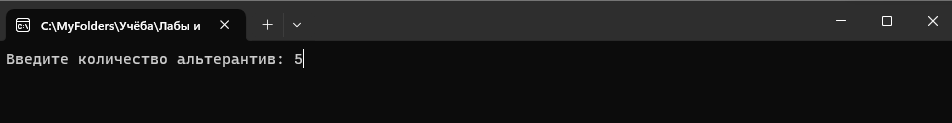 C:\MyFolders\Учёба\Лабы и
Введите количество альтерантив: 5